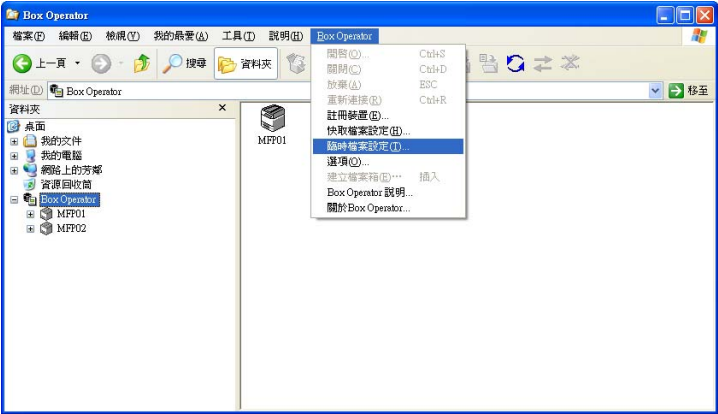 Box Operator
檔案(F) 編輯(E) 檢視(V) 我的最愛(A) 工具(T) 說明(H) Box Operator
上一頁 搜尋 資料夾
網址(D) Box Operator 移至
資料夾
桌面
我的文件
我的電腦
網路上的芳鄰
資源回收筒
Box Operator
MFP01
MFP02
MFP01
開啓(O)... Ctrl+S
關閉(C) Ctrl+D
放棄(A) ESC
重新連接(R) Ctrl+R
註冊裝置(E)...
快取檔案設定(H)...
臨時檔案設定(T)...
選項(O)...
建立檔案箱(E)··· 插入
Box Operator 說明...
關於Box Operator...